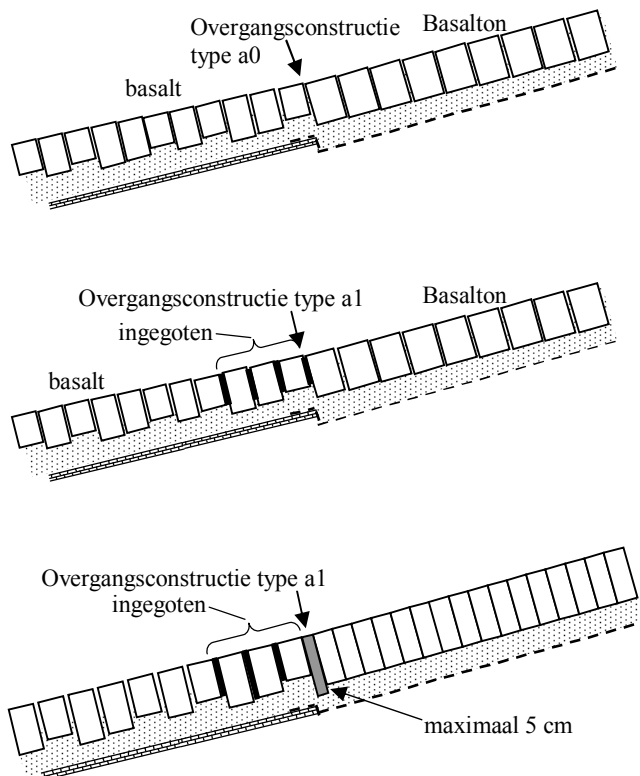 Overgangsconstructie
type a0
Basalton
basalt
Overgangsconstructie type a1
ingegoten
Basalton
basalt
Overgangsconstructie type a1
ingegoten
maximaal 5 cm